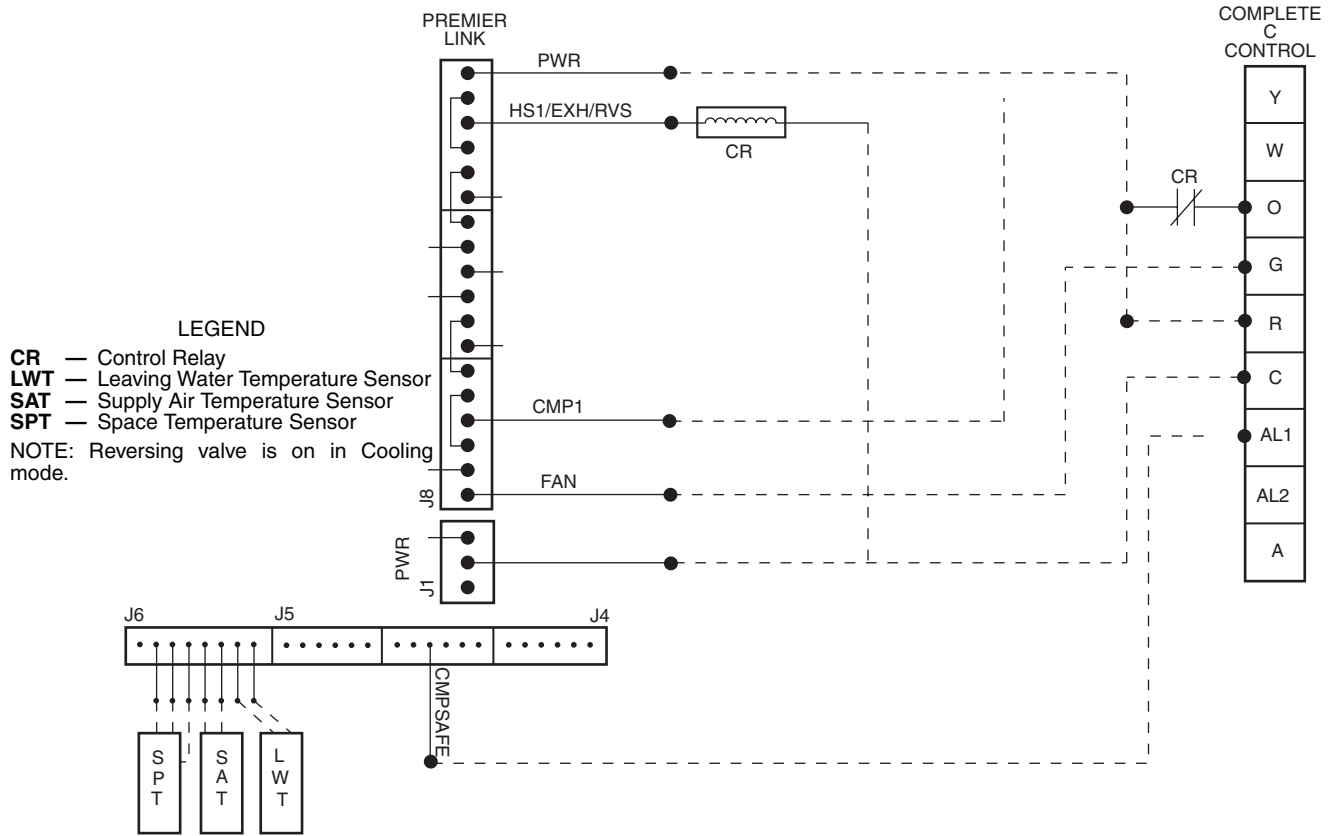 PREMIER
LINK
COMPLETE
C
CONTROL
PWR
HS1/EXH/RVS
CR
CR
Y
W
O
G
R
C
AL1
AL2
A
LEGEND
CR — Control Relay
LWT — Leaving Water Temperature Sensor
SAT — Supply Air Temperature Sensor
SPT — Space Temperature Sensor
NOTE: Reversing valve is on in Cooling
mode.
CMP1
FAN
J8
PWR
J1
J6
J5
J4
CMPSAFE
SPT
SAT
LWT